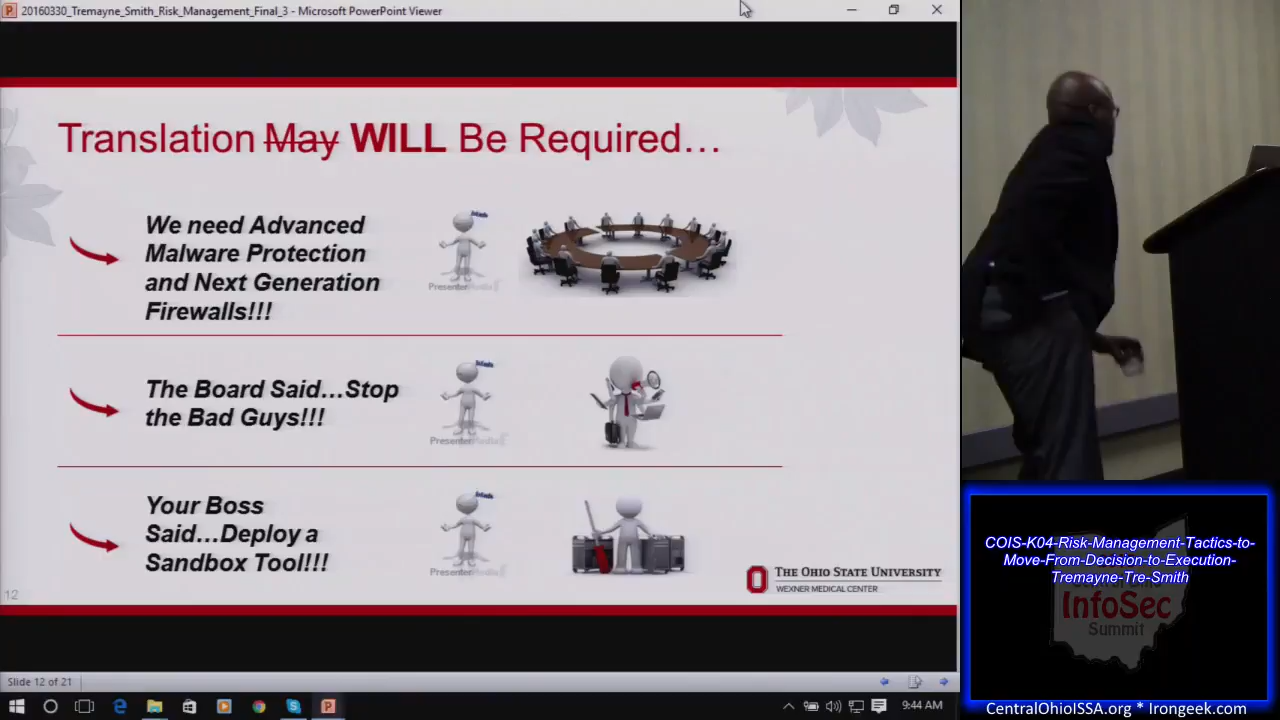 20160330_Tremayne_Smith_Risk_Management_Final_3 - Microsoft PowerPoint Viewer
Translation May WILL Be Required…
We need Advanced
Malware Protection
and Next Generation
Firewalls!!!
The Board Said…Stop
the Bad Guys!!!
Your Boss
Said…Deploy a
Sandbox Tool!!!
THE OHIO STATE UNIVERSITY
WEXNER MEDICAL CENTER
12
Slide 12 of 21
9:44 AM
COIS-K04-Risk-Management-Tactics-to-
Move-From-Decision-to-Execution-
Tremayne-Tre-Smith
InfoSec
Summit
CentralOhioISSA.org * Irongeek.com